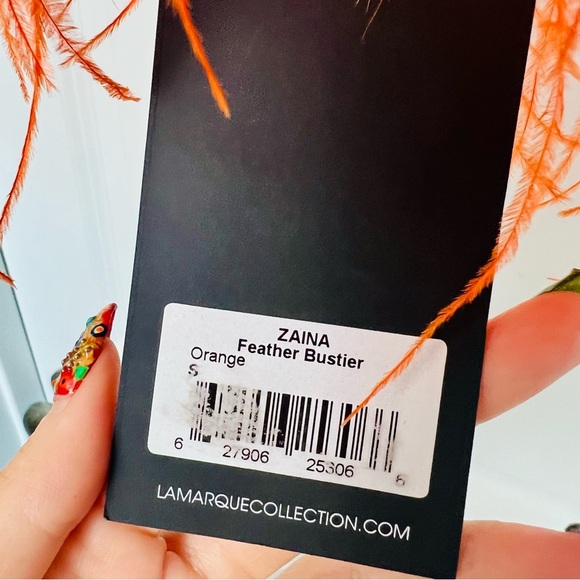 ZAINA
Feather Bustier
Orange
S
6 27906 25306 6
LAMARQUECOLLECTION.COM